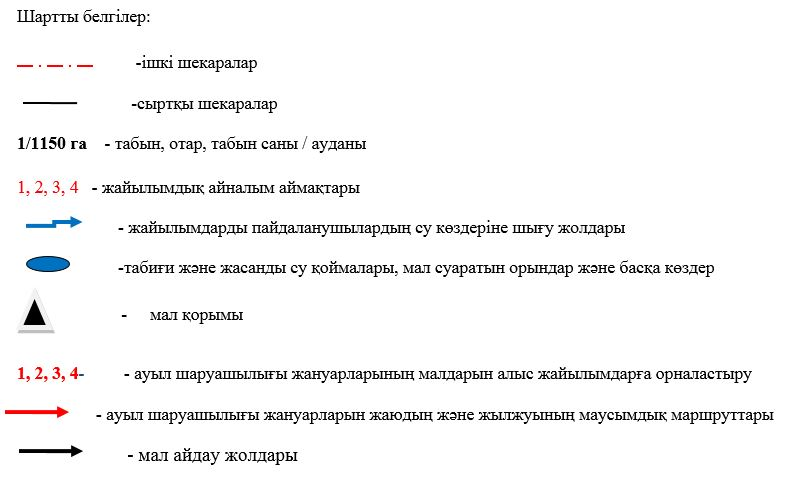 Шартты белгілер:
-ішкі шекаралар
-сыртқы шекаралар
1/1150 га - табын, отар, табын саны / ауданы
1, 2, 3, 4 - жайылымдық айналым аймақтары
- жайылымдарды пайдаланушылардың су көздеріне шығу жолдары
-табиғи және жасанды су қоймалары, мал суаратын орындар және басқа көздер
- мал қорымы
1, 2, 3, 4- - ауыл шаруашылығы жануарларының малдарын алыс жайылымдарға орналастыру
- ауыл шаруашылығы жануарларын жаюдың және жылжуының маусымдық маршруттары
- мал айдау жолдары